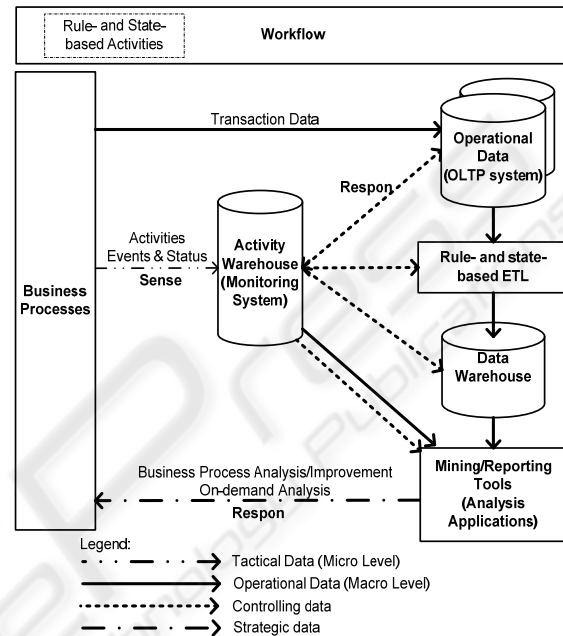 Rule- and State-
based Activities
Workflow
Transaction Data
Operational
Data
(OLTP system)
Respon
Activities
Events & Status
Sense
Activity
Warehouse
(Monitoring
System)
Rule- and state-
based ETL
Business
Processes
Data
Warehouse
Business Process Analysis/Improvement
On-demand Analysis
Respon
Mining/Reporting
Tools
(Analysis
Applications)
Legend:
Tactical Data (Micro Level)
Operational Data (Macro Level)
Controlling data
Strategic data